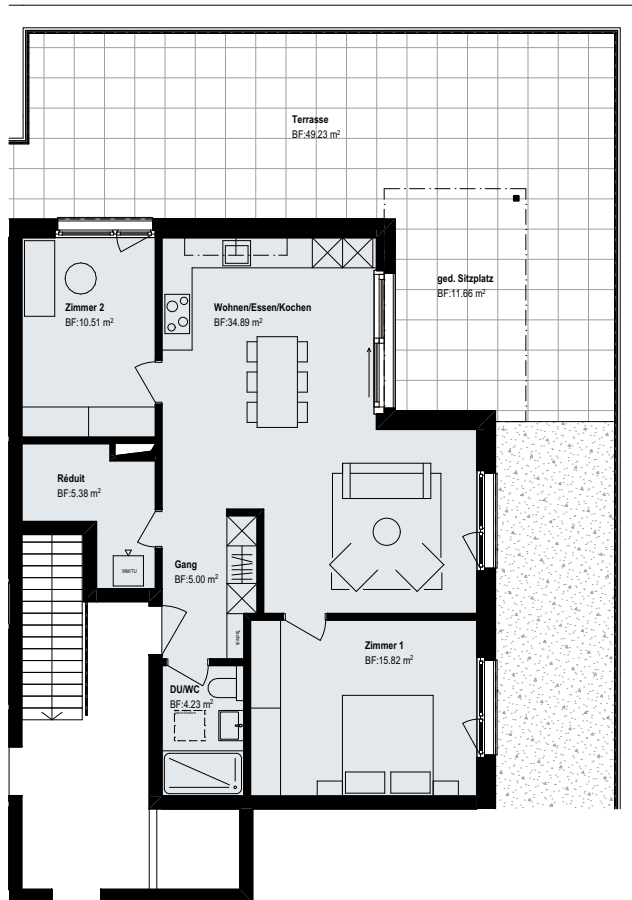 Terrasse
BF:49.23 m²
ged. Sitzplatz
BF:11.66 m²
Zimmer 2
BF:10.51 m²
Wohnen/Essen/Kochen
BF:34.89 m²
Réduit
BF:5.38 m²
WM/TU
Gang
BF:5.00 m²
Zimmer 1
BF:15.82 m²
DU/WC
BF:4.23 m²